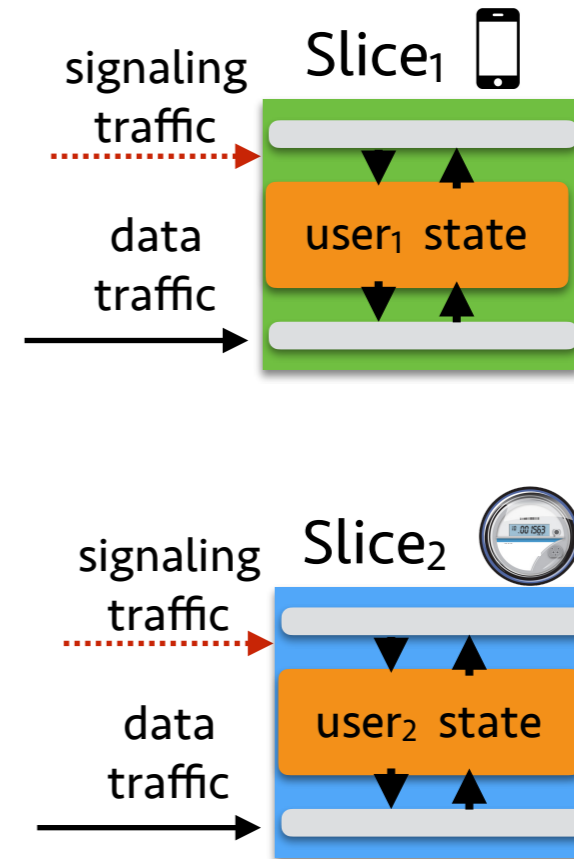 Slice₁
signaling
traffic
user₁ state
data
traffic
Slice₂
signaling
traffic
user₂ state
data
traffic